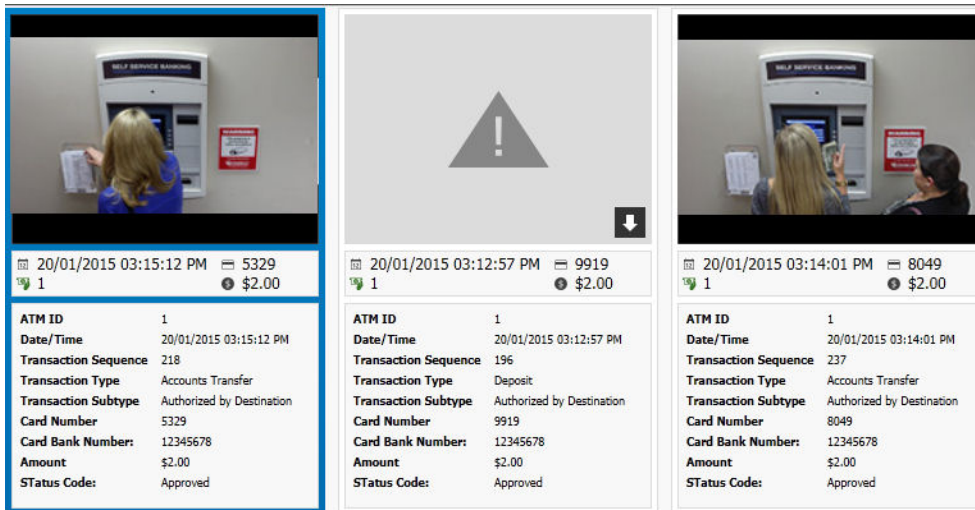 SELF SERVICE BANKING
WARNING
20/01/2015 03:15:12 PM 5329
1 $2.00
ATM ID 1
Date/Time 20/01/2015 03:15:12 PM
Transaction Sequence 218
Transaction Type Accounts Transfer
Transaction Subtype Authorized by Destination
Card Number 5329
Card Bank Number: 12345678
Amount $2.00
STatus Code: Approved
!
20/01/2015 03:12:57 PM 9919
1 $2.00
ATM ID 1
Date/Time 20/01/2015 03:12:57 PM
Transaction Sequence 196
Transaction Type Deposit
Transaction Subtype Authorized by Destination
Card Number 9919
Card Bank Number: 12345678
Amount $2.00
STatus Code: Approved
SELF SERVICE BANKING
WARNING
20/01/2015 03:14:01 PM 8049
1 $2.00
ATM ID 1
Date/Time 20/01/2015 03:14:01 PM
Transaction Sequence 237
Transaction Type Accounts Transfer
Transaction Subtype Authorized by Destination
Card Number 8049
Card Bank Number: 12345678
Amount $2.00
STatus Code: Approved